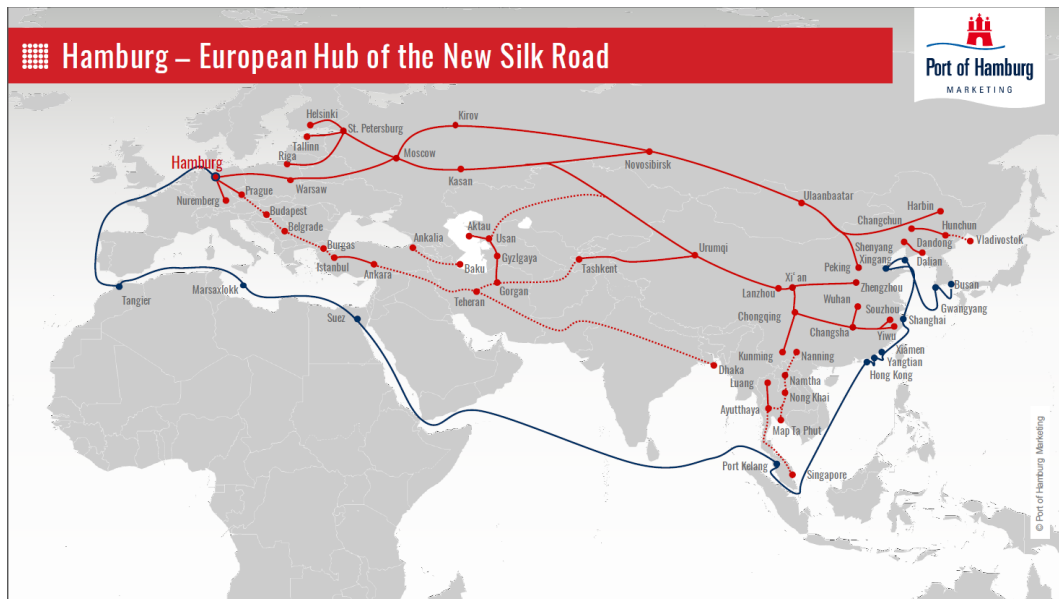 Hamburg – European Hub of the New Silk Road
Port of Hamburg
MARKETING
Helsinki
St. Petersburg
Kirov
Tallinn
Riga
Moscow
Novosibirsk
Hamburg
Kasan
Warsaw
Nuremberg
Prague
Ulaanbaatar
Harbin
Budapest
Changchun
Hunchun
Belgrade
Aktau
Usan
Vladivostok
Burgas
Ankalia
Shenyang
Dandong
Istanbul
Gyzlgaya
Urumqi
Xingang
Dalian
Ankara
Baku
Tashkent
Peking
Xi'an
Teheran
Gorgan
Lanzhou
Zhengzhou
Busan
Tangier
Marsaxlokk
Wuhan
Souzhou
Gwangyang
Suez
Chongqing
Shanghai
Changsha
Yiwu
Kunming
Nanning
Xiamen
Yangtian
Dhaka
Hong Kong
Luang
Namtha
Nong Khai
Ayutthaya
Map Ta Phut
Port Kelang
Singapore
© Port of Hamburg Marketing